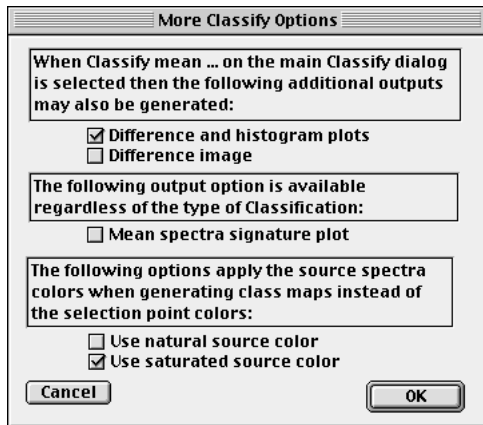 More Classify Options
When Classify mean ... on the main Classify dialog
is selected then the following additional outputs
may also be generated:
Difference and histogram plots
Difference image
The following output option is available
regardless of the type of Classification:
Mean spectra signature plot
The following options apply the source spectra
colors when generating class maps instead of
the selection point colors:
Use natural source color
Use saturated source color
Cancel
OK